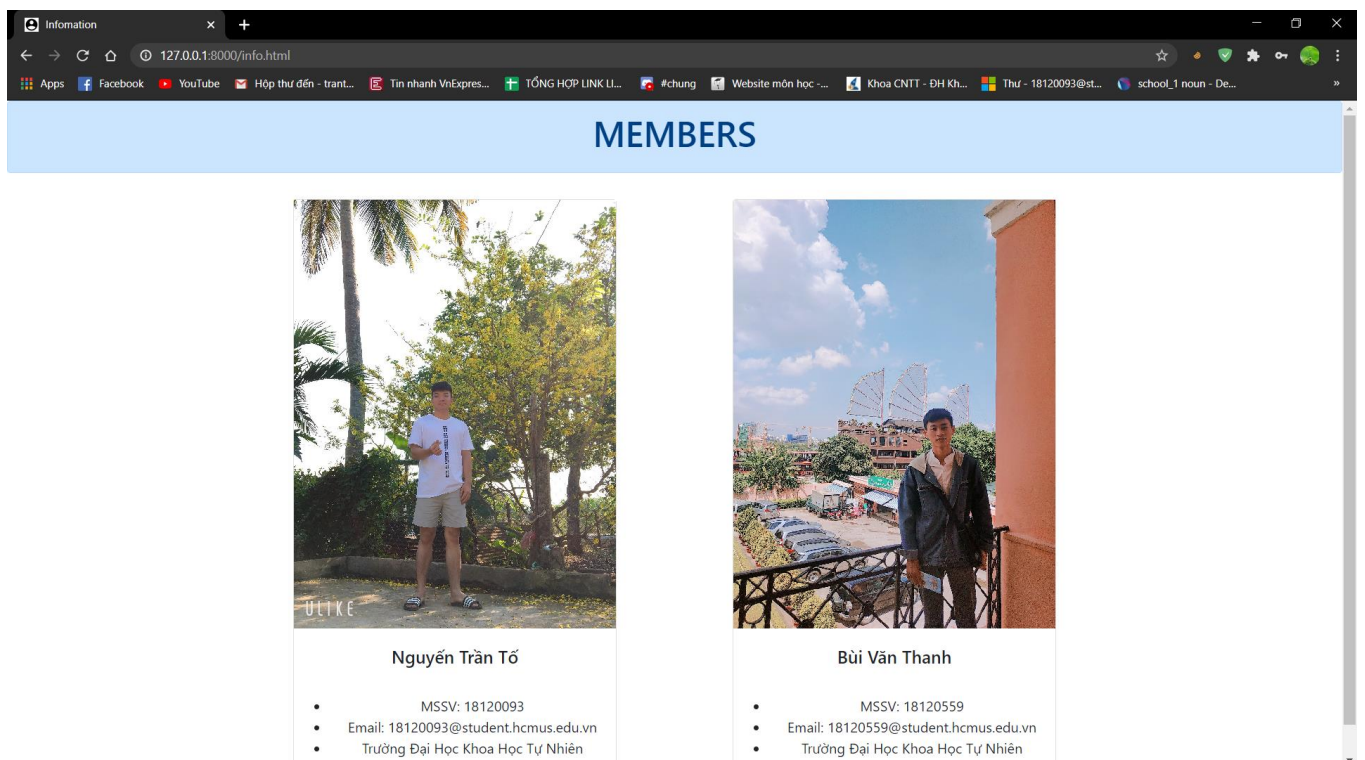 Infomation
127.0.0.1:8000/info.html
Apps Facebook YouTube Hộp thư đến - trant... Tin nhanh VnExpres... TỔNG HỢP LINK LI... #chung Website môn học -... Khoa CNTT - ĐH Kh... Thư - 18120093@st... school_1 noun - De... »
MEMBERS
ULIKE
Nguyến Trần Tố
MSSV: 18120093
Email: 18120093@student.hcmus.edu.vn
Trường Đại Học Khoa Học Tự Nhiên
Bùi Văn Thanh
MSSV: 18120559
Email: 18120559@student.hcmus.edu.vn
Trường Đại Học Khoa Học Tự Nhiên